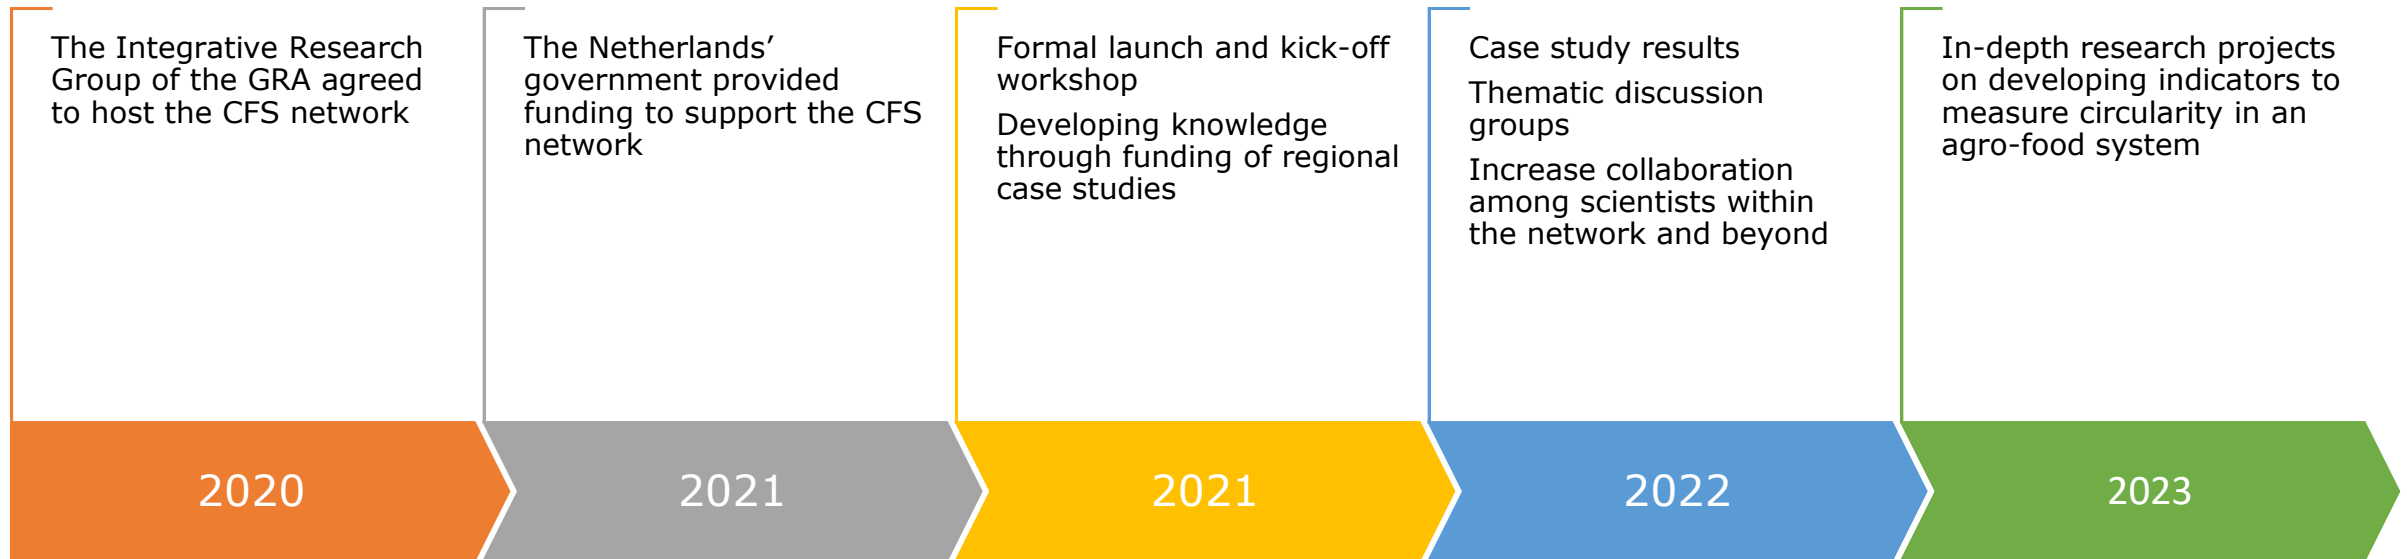 The Integrative Research
Group of the GRA agreed
to host the CFS network
The Netherlands’
government provided
funding to support the CFS
network
Formal launch and kick-off
workshop
Developing knowledge
through funding of regional
case studies
Case study results
Thematic discussion
groups
Increase collaboration
among scientists within
the network and beyond
In-depth research projects
on developing indicators to
measure circularity in an
agro-food system
2020
2021
2021
2022
2023